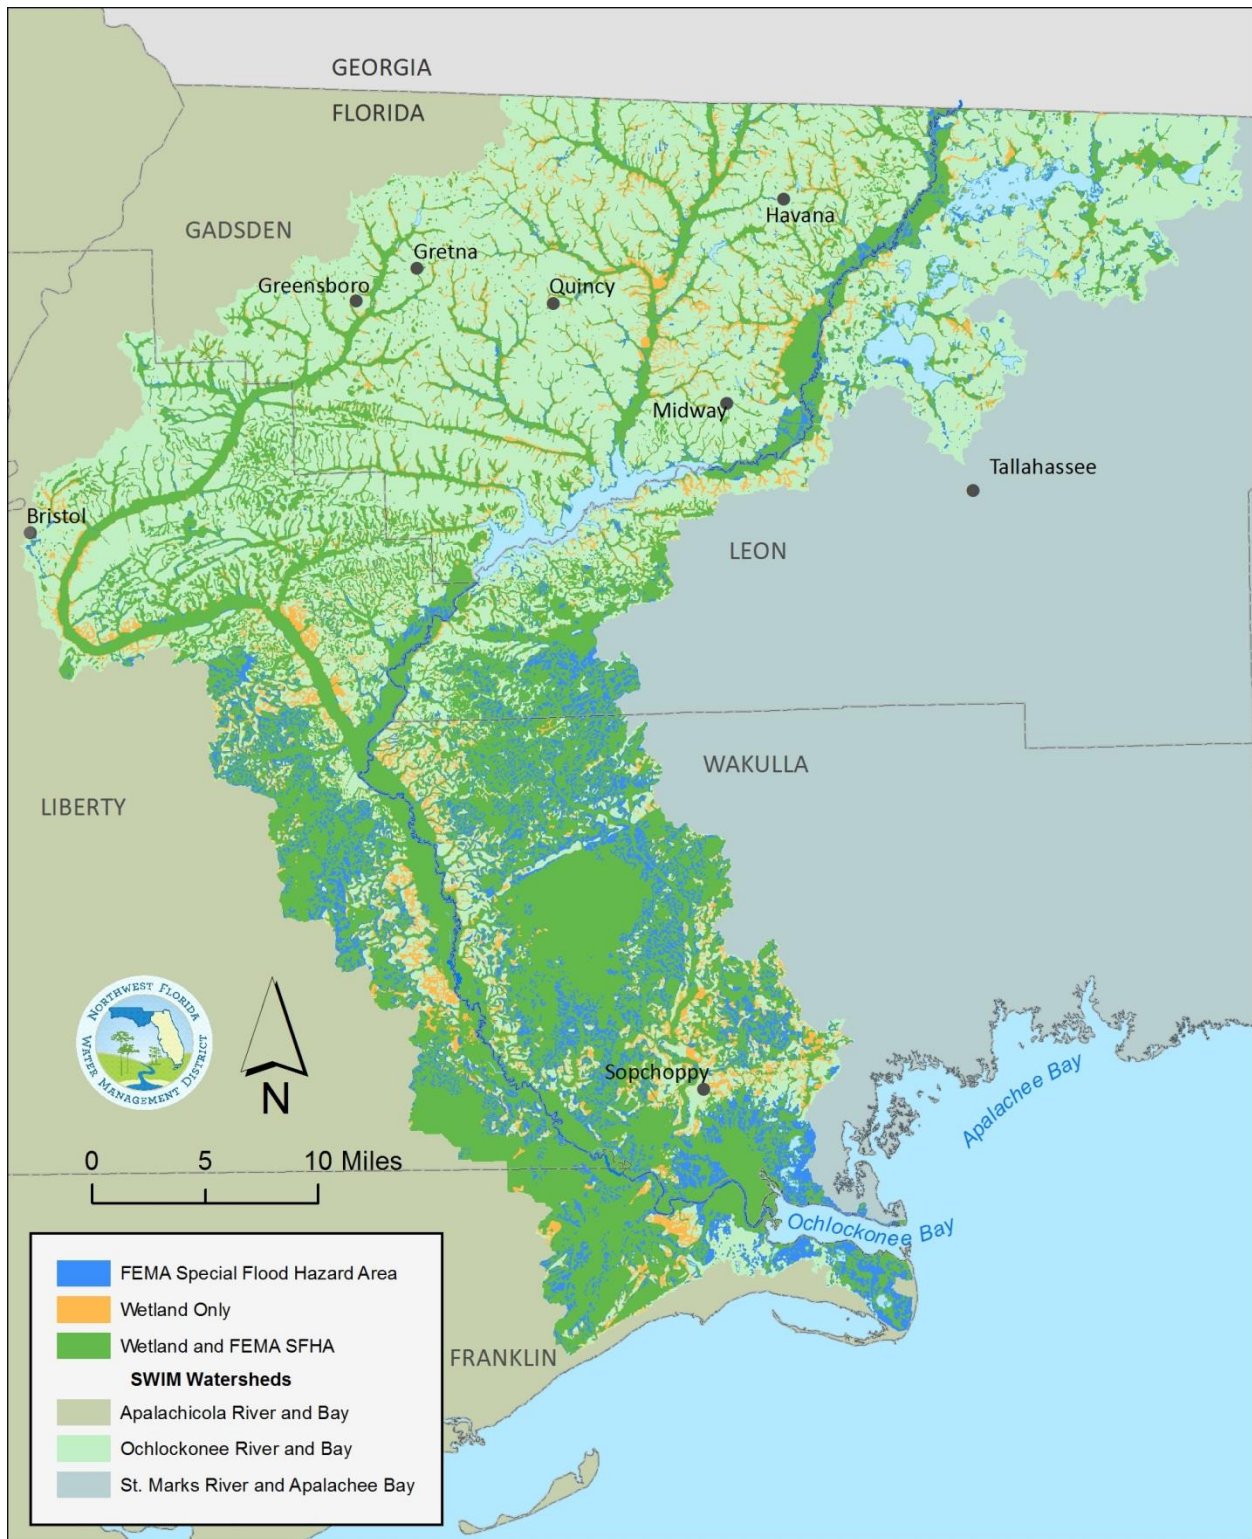 GEORGIA
FLORIDA
GADSDEN
Havana
Gretna
Greensboro
Quincy
Midway
Tallahassee
Bristol
LEON
WAKULLA
LIBERTY
NORTHWEST FLORIDA
WATER MANAGEMENT DISTRICT
N
Sopchoppy
Apalachee Bay
0 5 10 Miles
Ochlockonee Bay
FRANKLIN
FEMA Special Flood Hazard Area
Wetland Only
Wetland and FEMA SFHA
SWIM Watersheds
Apalachicola River and Bay
Ochlockonee River and Bay
St. Marks River and Apalachee Bay